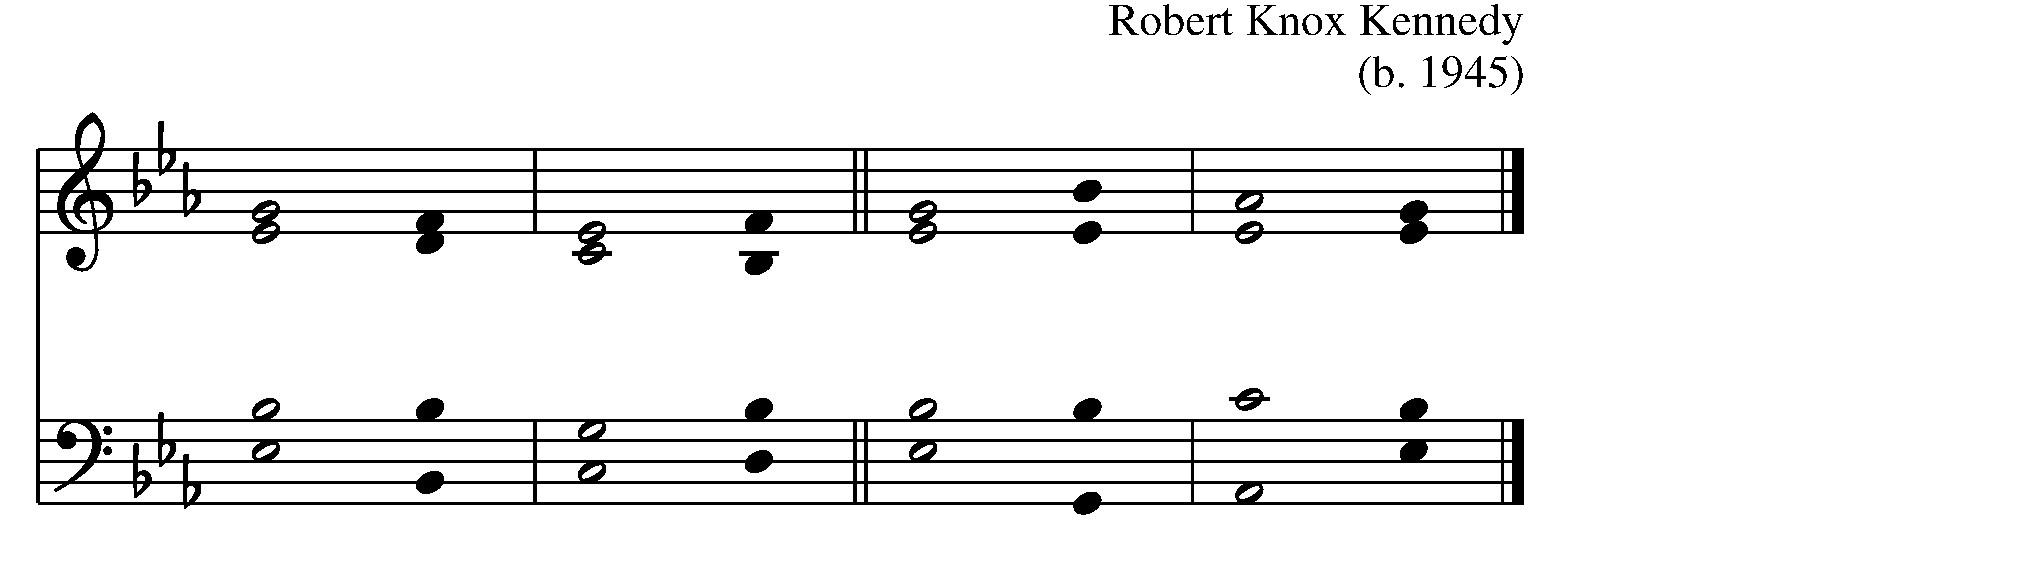 Robert Knox Kennedy
(b. 1945)